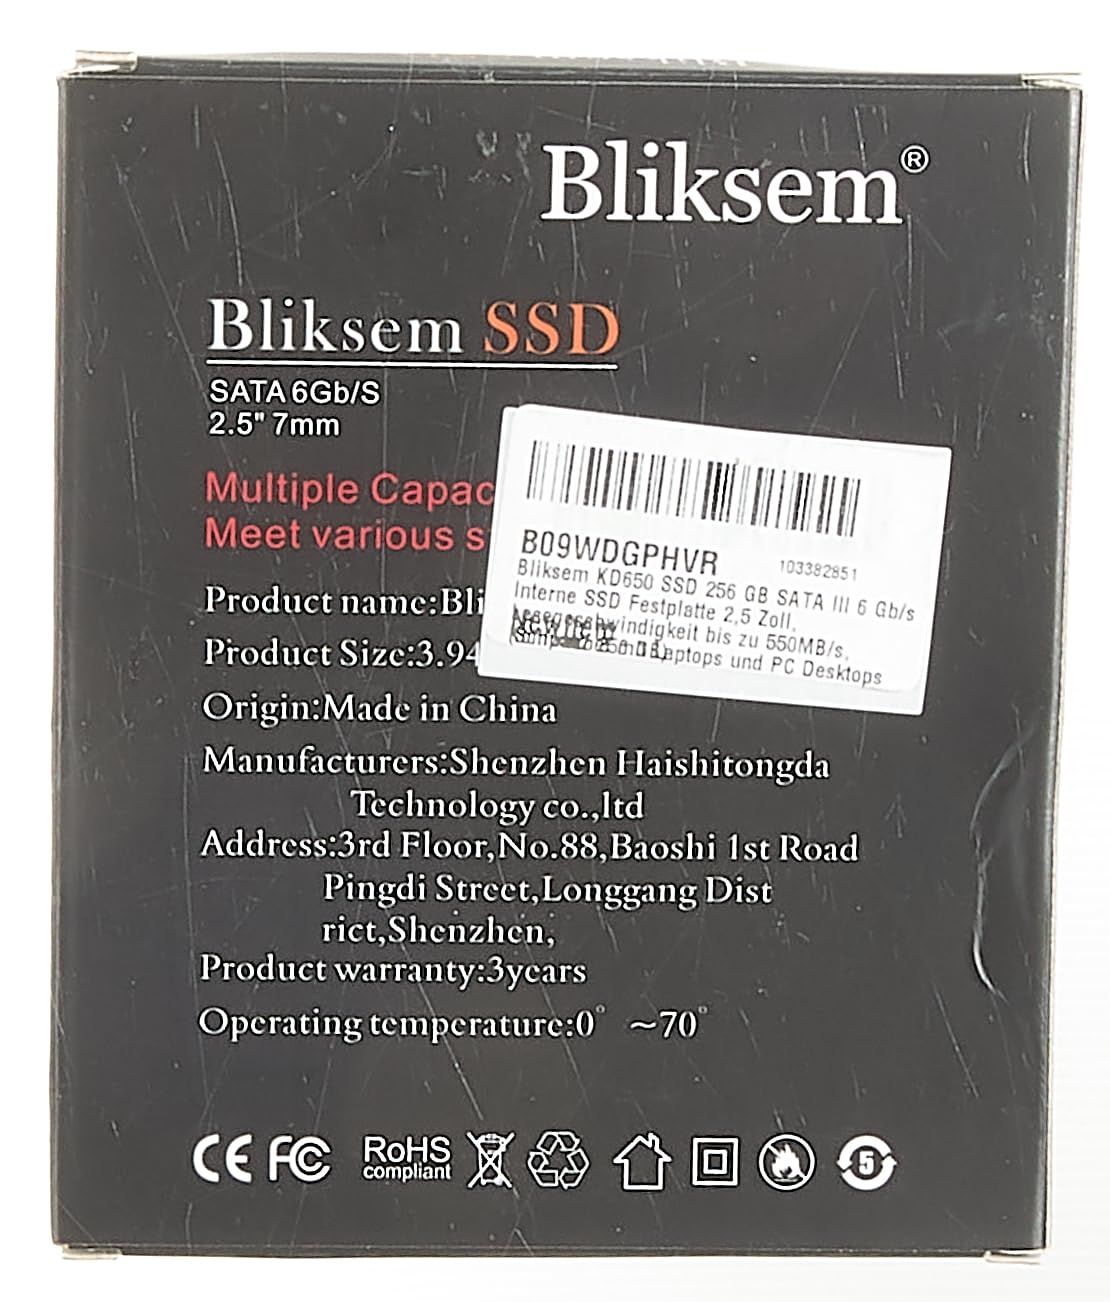 Bliksem®
Bliksem SSD
SATA 6Gb/S
2.5" 7mm
Multiple Capac
Meet various s
B09WDGPHVR
103382851
Bliksem KD650 SSD 256 GB SATA III 6 Gb/s
Interne SSD Festplatte 2,5 Zoll,
bis zu 550MB/s,
Laptops und PC Desktops
Product name:Bli
Product Size:3.94
Origin:Made in China
Manufacturers:Shenzhen Haishitongda
Technology co.,ltd
Address:3rd Floor,No.88,Baoshi 1st Road
Pingdi Street,Longgang Dist
rict,Shenzhen,
Product warranty:3years
Operating temperature:0° ~70°
CE FC RoHS
compliant
5